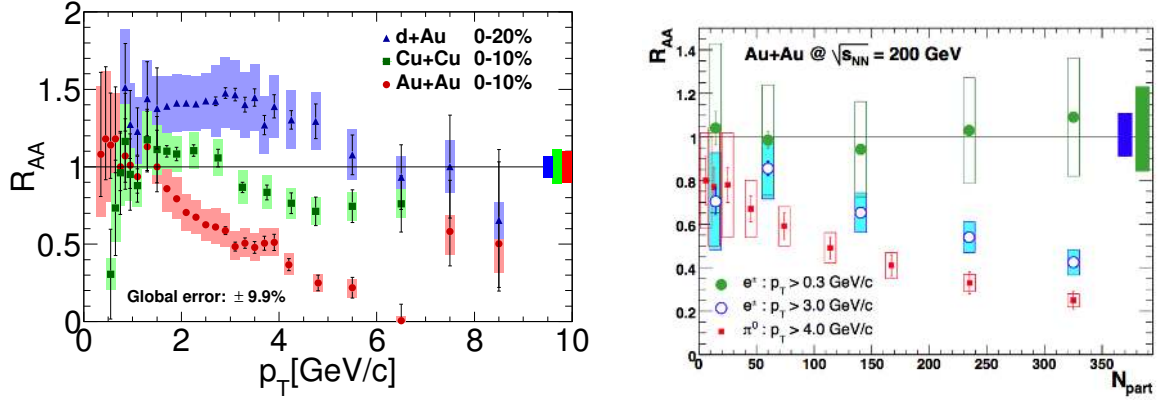 2
1.5
1
0.5
0
R_AA
d+Au 0-20%
Cu+Cu 0-10%
Au+Au 0-10%
Global error: ± 9.9%
0 2 4 6 8 10
p_T[GeV/c]
R_AA
1.4
1.2
1
0.8
0.6
0.4
0.2
0
Au+Au @ √s_NN = 200 GeV
e± : p_T > 0.3 GeV/c
e± : p_T > 3.0 GeV/c
π⁰ : p_T > 4.0 GeV/c
0 50 100 150 200 250 300 350
N_part